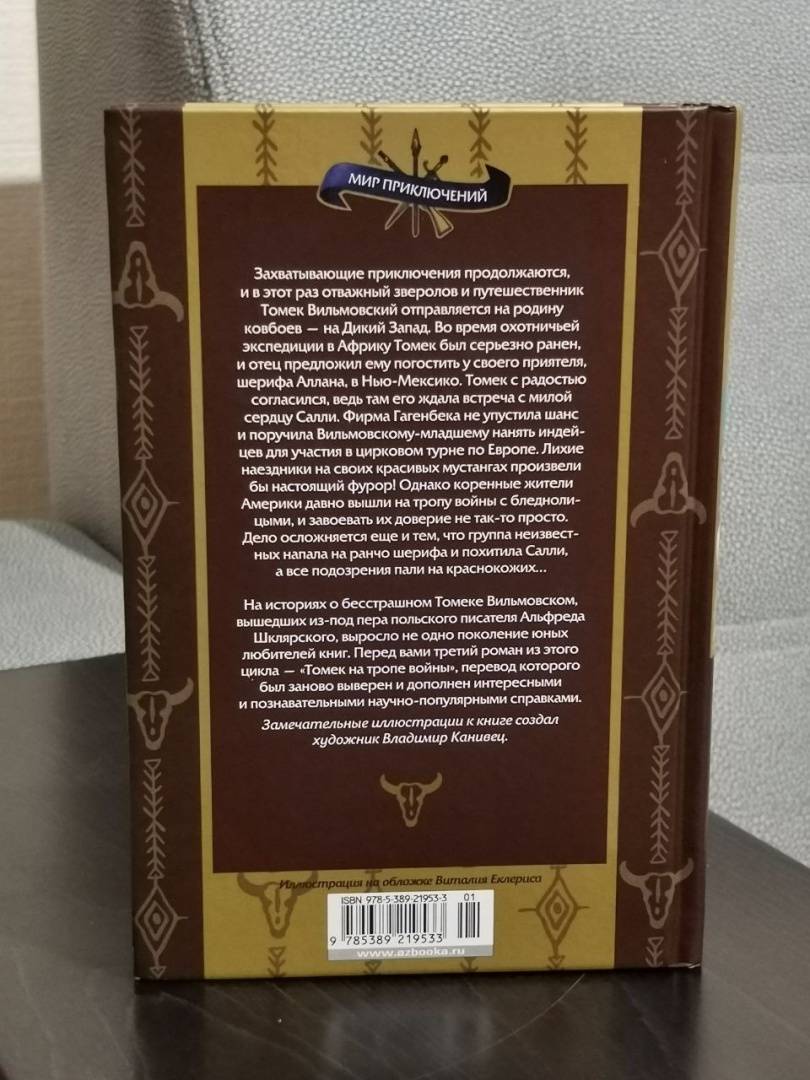 МИР ПРИКЛЮЧЕНИЙ
Захватывающие приключения продолжаются,
и в этот раз отважный зверолов и путешественник
Томек Вильмовский отправляется на родину
ковбоев — на Дикий Запад. Во время охотничьей
экспедиции в Африку Томек был серьезно ранен,
и отец предложил ему погостить у своего приятеля,
шерифа Аллана, в Нью-Мексико. Томек с радостью
согласился, ведь там его ждала встреча с милой
сердцу Салли. Фирма Гагенбека не упустила шанс
и поручила Вильмовскому-младшему нанять индей-
цев для участия в цирковом турне по Европе. Лихие
наездники на своих красивых мустангах произвели
бы настоящий фурор! Однако коренные жители
Америки давно вышли на тропу войны с бледноли-
цыми, и завоевать их доверие не так-то просто.
Дело осложняется еще и тем, что группа неизвест-
ных напала на ранчо шерифа и похитила Салли,
а все подозрения пали на краснокожих...
На историях о бесстрашном Томеке Вильмовском,
вышедших из-под пера польского писателя Альфреда
Шклярского, выросло не одно поколение юных
любителей книг. Перед вами третий роман из этого
цикла — «Томек на тропе войны», перевод которого
был заново выверен и дополнен интересными
и познавательными научно-популярными справками.
Замечательные иллюстрации к книге создал
художник Владимир Канивец.
Иллюстрация на обложке Виталия Еклериса
ISBN 978-5-389-21953-3 01
9 785389 219533
www.azbooka.ru